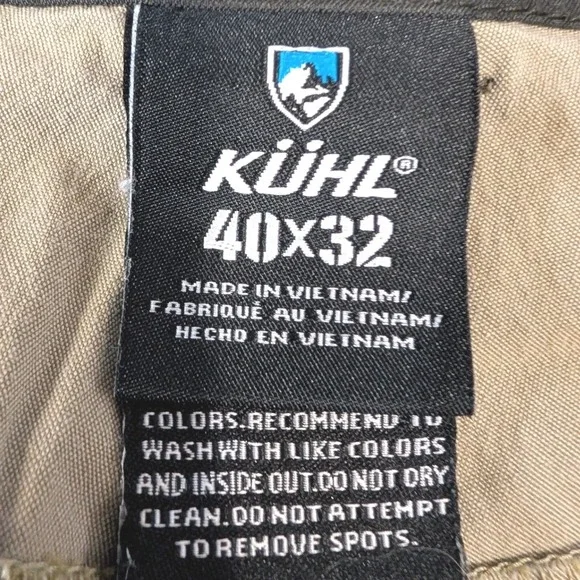 KÜHL®
40X32
MADE IN VIETNAM/
FABRIQUÉ AU VIETNAM/
HECHO EN VIETNAM
COLORS.RECOMMEND TO
WASH WITH LIKE COLORS
AND INSIDE OUT.DO NOT DRY
CLEAN.DO NOT ATTEMPT
TO REMOVE SPOTS.